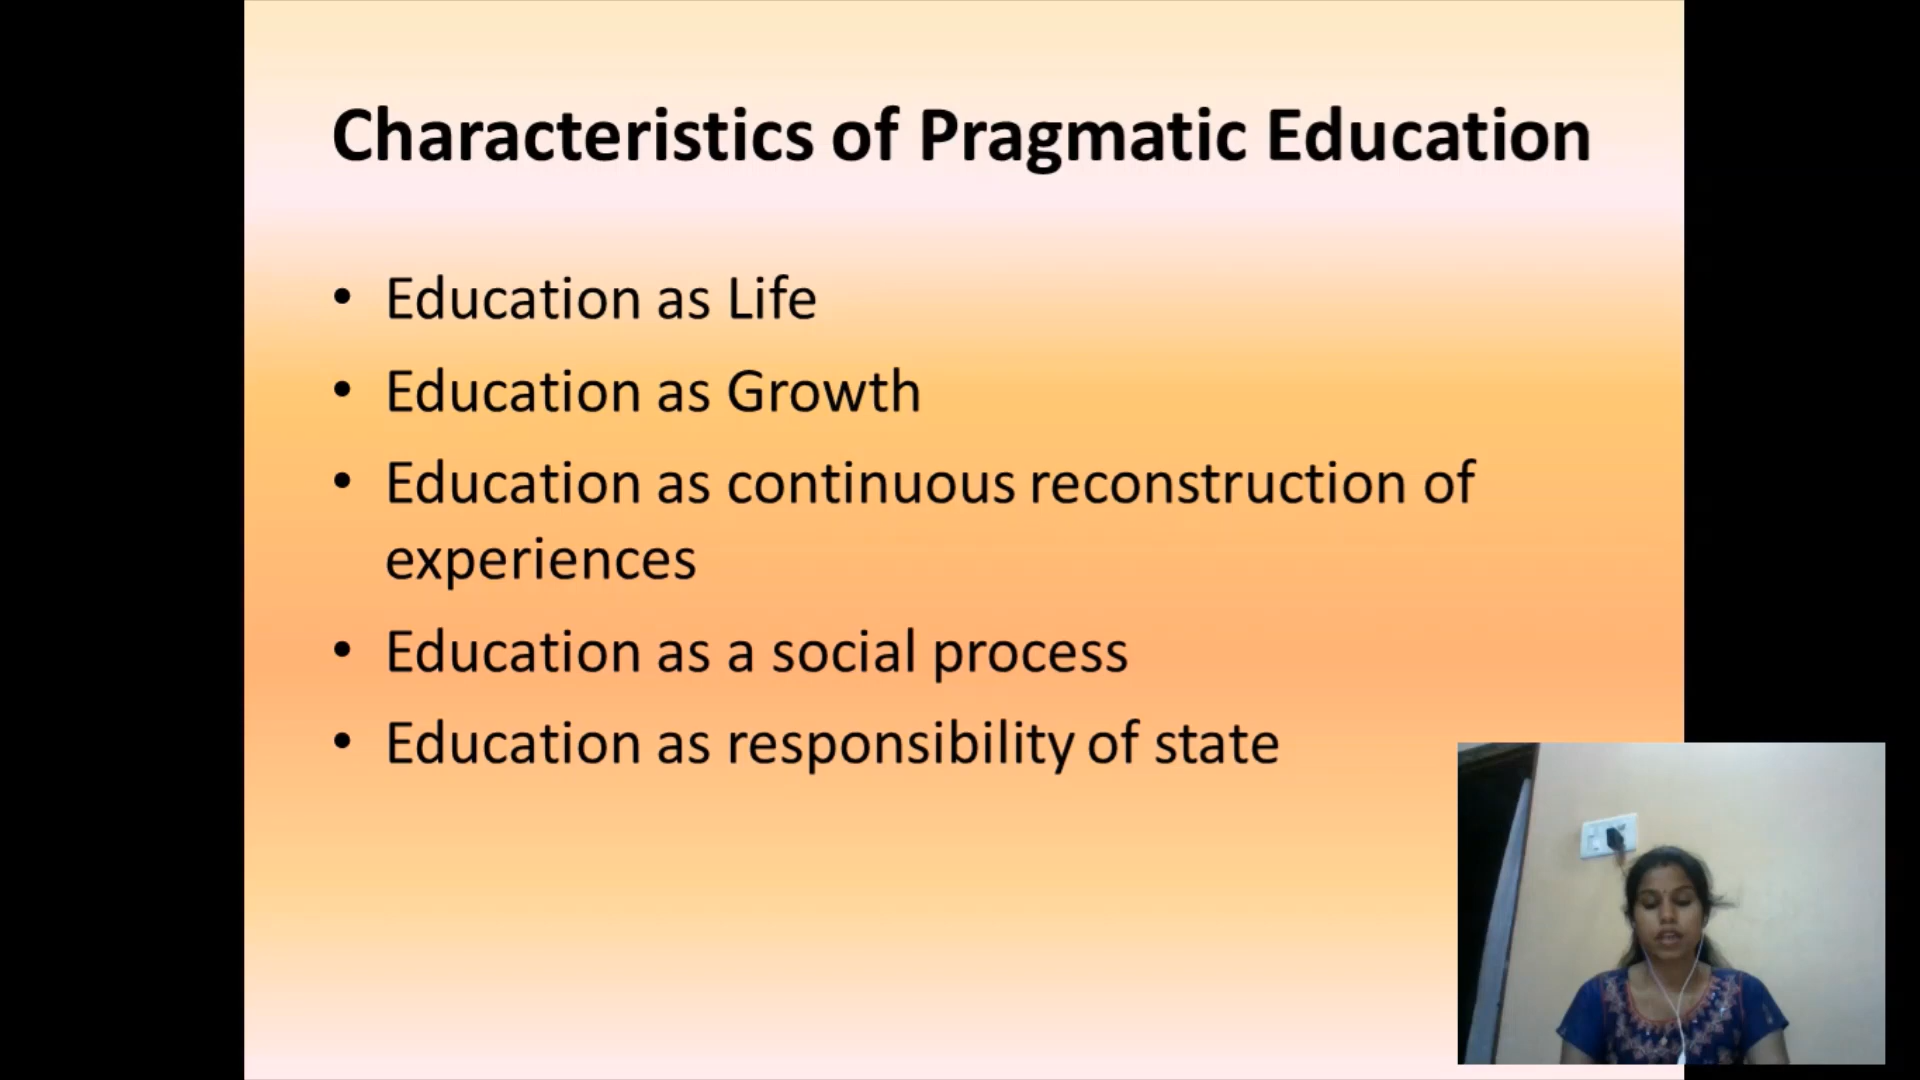 Characteristics of Pragmatic Education
• Education as Life
• Education as Growth
• Education as continuous reconstruction of
experiences
• Education as a social process
• Education as responsibility of state